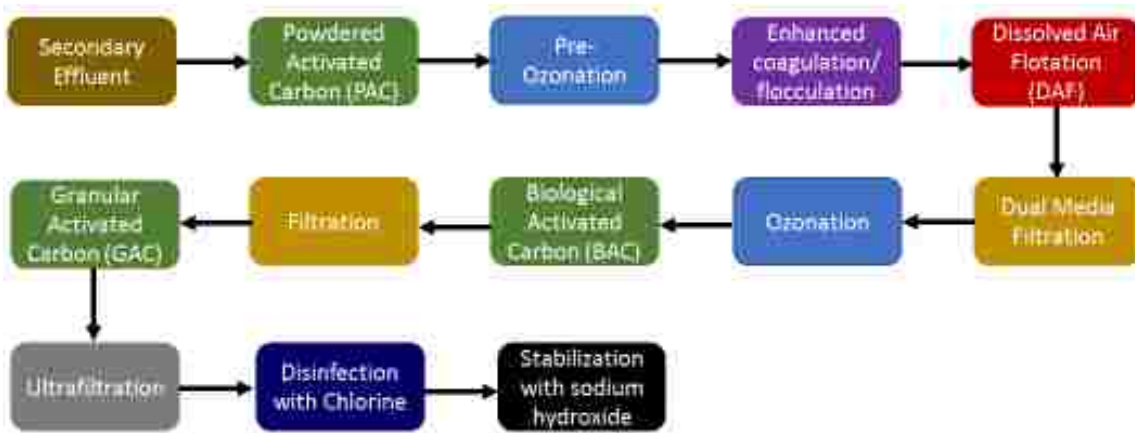 Secondary
Effluent
Powdered
Activated
Carbon (PAC)
Pre-
Ozonation
Enhanced
coagulation/
flocculation
Dissolved Air
Flotation
(DAF)
Granular
Activated
Carbon (GAC)
Filtration
Biological
Activated
Carbon (BAC)
Ozonation
Dual Media
Filtration
Ultrafiltration
Disinfection
with Chlorine
Stabilization
with sodium
hydroxide